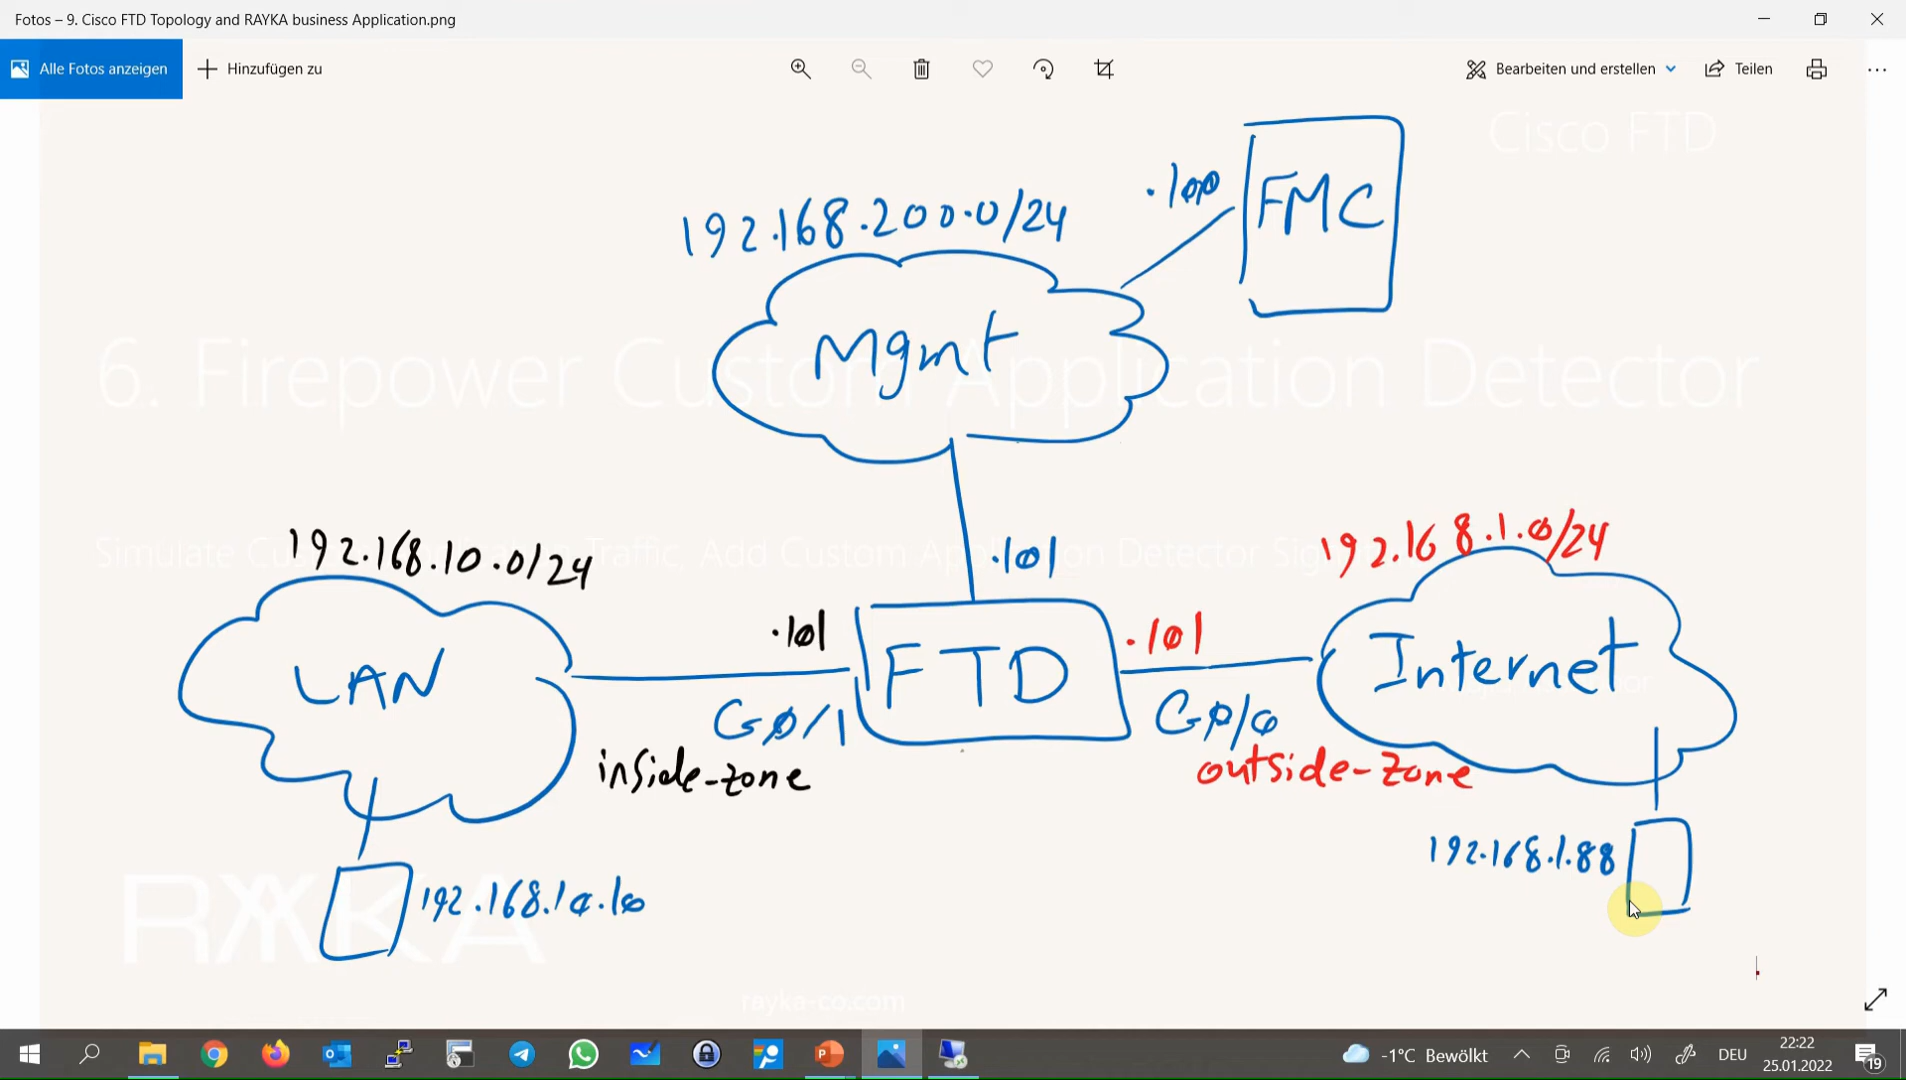 Fotos – 9. Cisco FTD Topology and RAYKA business Application.png
Alle Fotos anzeigen
Hinzufügen zu
Bearbeiten und erstellen
Teilen
Cisco FTD
.100
FMC
192.168.200.0/24
Mgmt
6. Firepower Custom Application Detector
192.168.10.0/24
192.168.1.0/24
.101
.101
.101
LAN
FTD
Internet
G0/1
G0/0
inside-zone
outside-zone
192.168.1.88
192.168.10.10
RAYKA
rayka-co.com
-1°C Bewölkt
DEU
22:22
25.01.2022
19